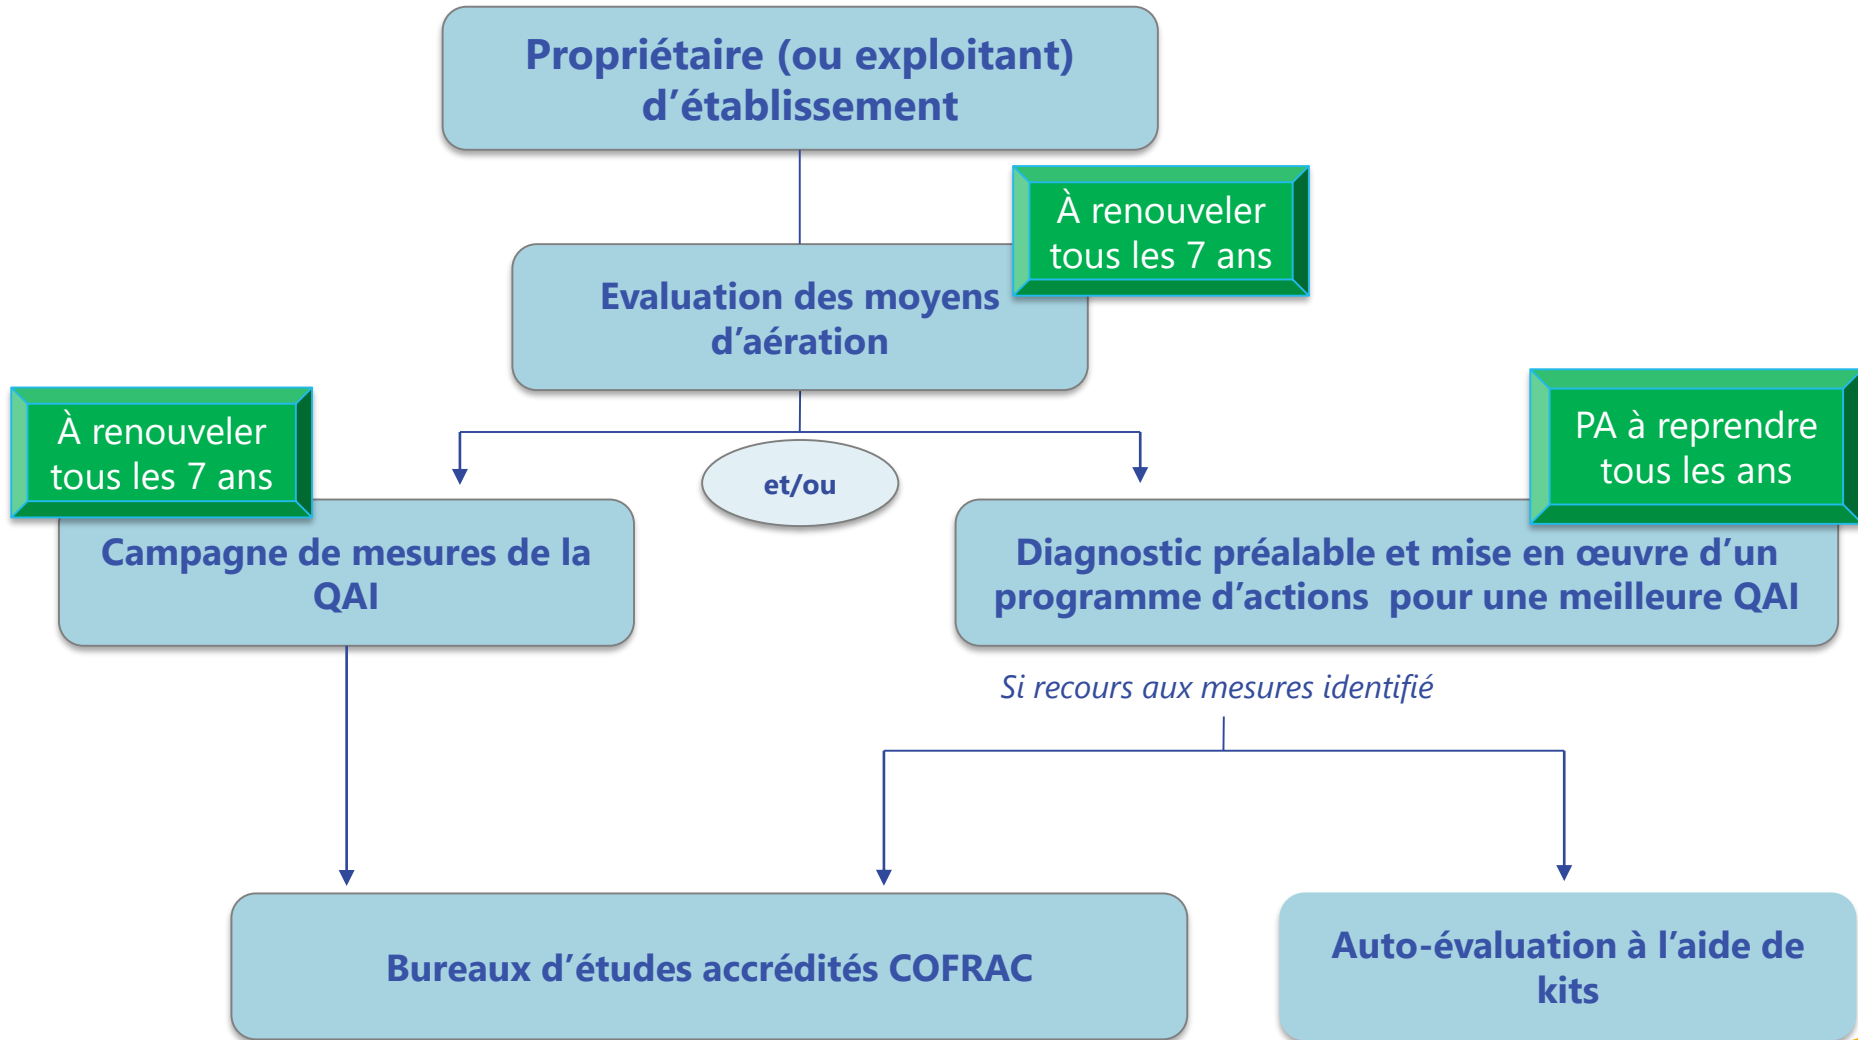 Propriétaire (ou exploitant)
d’établissement
À renouveler
tous les 7 ans
Evaluation des moyens
d’aération
À renouveler
tous les 7 ans
et/ou
PA à reprendre
tous les ans
Campagne de mesures de la
QAI
Diagnostic préalable et mise en œuvre d’un
programme d’actions pour une meilleure QAI
Si recours aux mesures identifié
Bureaux d’études accrédités COFRAC
Auto-évaluation à l’aide de
kits